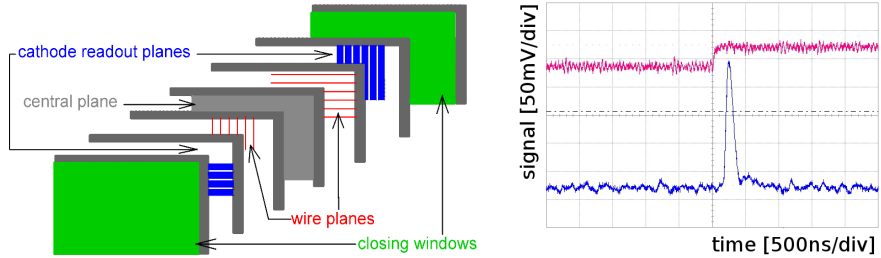 cathode readout planes
central plane
wire planes
closing windows
signal [50mV/div]
time [500ns/div]